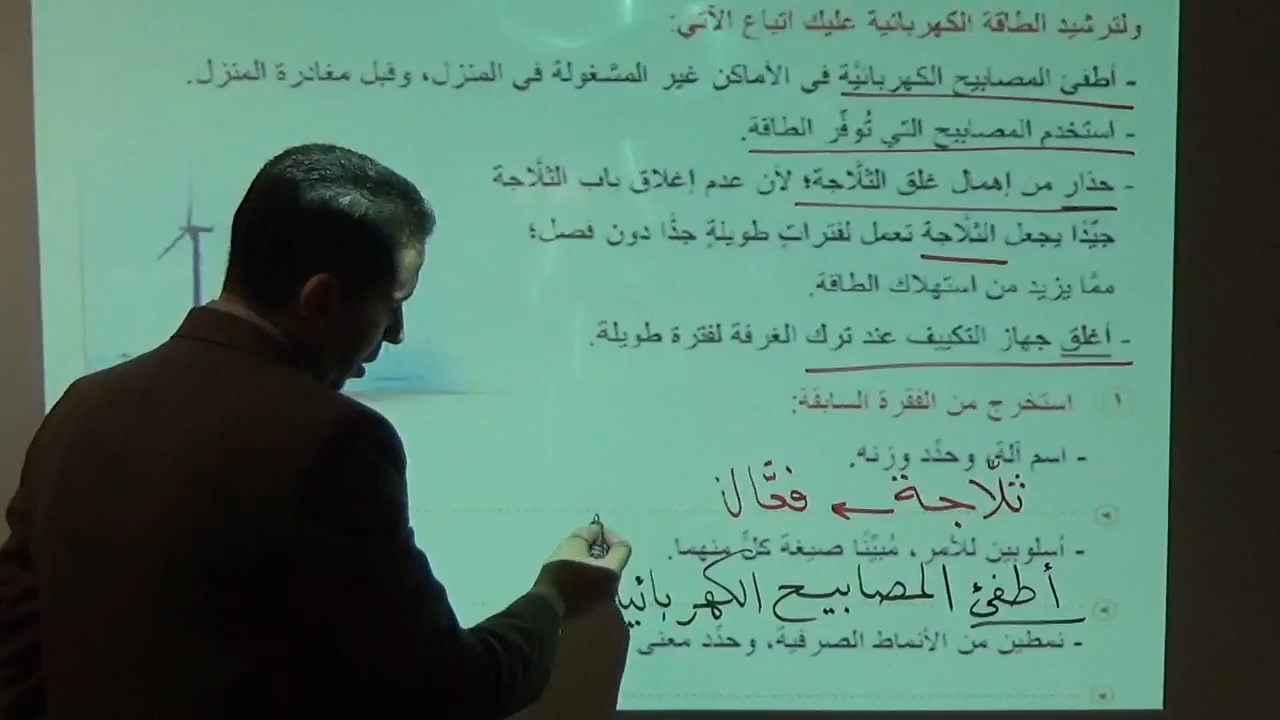 ولترشيد الطاقة الكهربائية عليك اتباع الآتي:
- أطفئ المصابيح الكهربائيَّة في الأماكن غير المشغولة في المنزل، وقبل مغادرة المنزل.
- استخدم المصابيح التي تُوفِّر الطاقة.
- حذارِ من إهمال غلق الثلَّاجة؛ لأن عدم إغلاق باب الثلَّاجة
جيِّدًا يجعل الثلاجة تعمل لفتراتٍ طويلةٍ جدًّا دون فصل؛
ممَّا يزيد من استهلاك الطاقة.
- أغلق جهاز التكييف عند ترك الغرفة لفترة طويلة.
١ استخرج من الفقرة السابقة:
- اسم آلة، وحدِّد وزنه.
ثلَّاجة ← فعَّالة
- أسلوبين للأمر، مُبيِّنًا صيغة كلٍّ منهما.
أطفئ المصابيح الكهربائية
- نمطين من الأنماط الصرفية، وحدِّد معنى